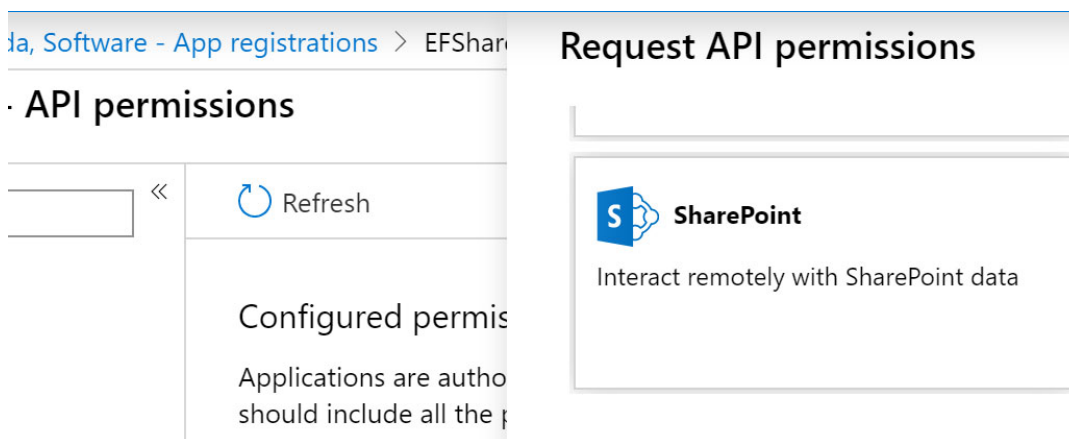 da, Software - App registrations > EFShar
- API permissions
«
Refresh
Configured permis
Applications are autho
should include all the p
Request API permissions
S SharePoint
Interact remotely with SharePoint data